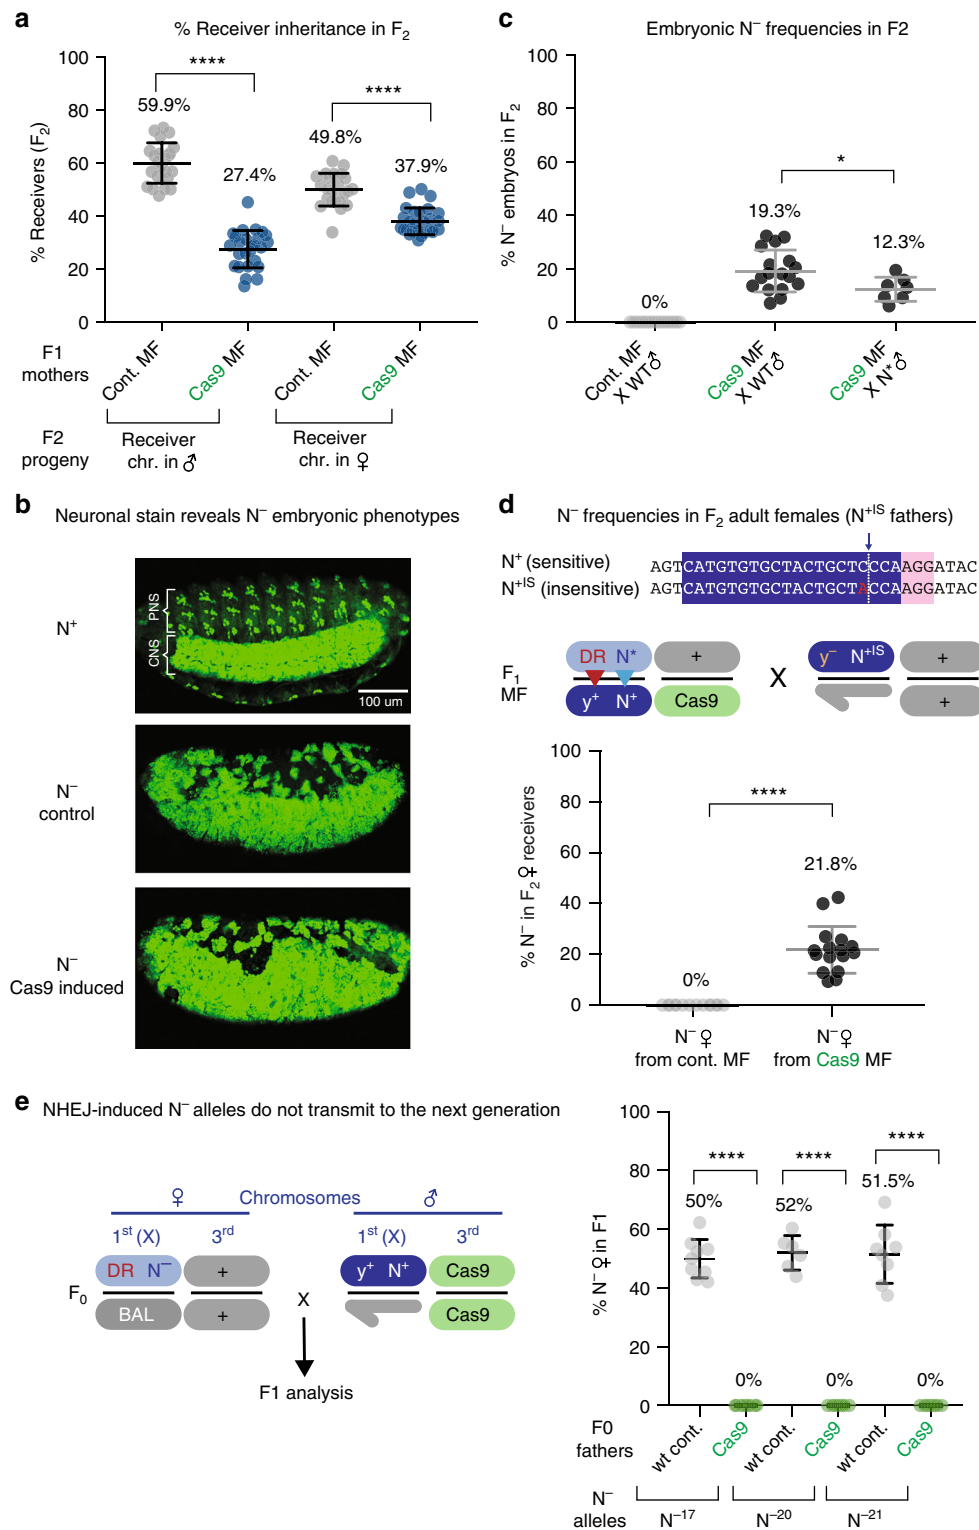 a
% Receiver inheritance in F2
% Receivers (F2)
100
80
60
40
20
0
****
****
59.9%
27.4%
49.8%
37.9%
F1 mothers
Cont. MF
Cas9 MF
Cont. MF
Cas9 MF
F2 progeny
Receiver chr. in ♂
Receiver chr. in ♀
c
Embryonic N− frequencies in F2
% N− embryos in F2
100
80
60
40
20
0
*
0%
19.3%
12.3%
Cont. MF X WT♂
Cas9 MF X WT♂
Cas9 MF X N*♂
b
Neuronal stain reveals N− embryonic phenotypes
N+
PNS
CNS
100 um
N− control
N− Cas9 induced
d
N− frequencies in F2 adult females (N+IS fathers)
N+ (sensitive)
AGTCATGTGTGCTACTGCTCCCAAGGATAC
N+IS (insensitive)
AGTCATGTGTGCTACTGCTACCAAGGATAC
F1 MF
DR N*
+
y+ N+
Cas9
X
y− N+IS
+
+
% N− in F2 ♀ receivers
100
80
60
40
20
0
****
0%
21.8%
N− ♀ from cont. MF
N− ♀ from Cas9 MF
e
NHEJ-induced N− alleles do not transmit to the next generation
♀
Chromosomes
♂
1st (X)
3rd
1st (X)
3rd
F0
DR N−
+
BAL
+
X
y+ N+
Cas9
Cas9
F1 analysis
% N− ♀ in F1
100
80
60
40
20
0
****
****
****
50%
0%
52%
0%
51.5%
0%
F0 fathers
wt cont.
Cas9
wt cont.
Cas9
wt cont.
Cas9
N− alleles
N−17
N−20
N−21